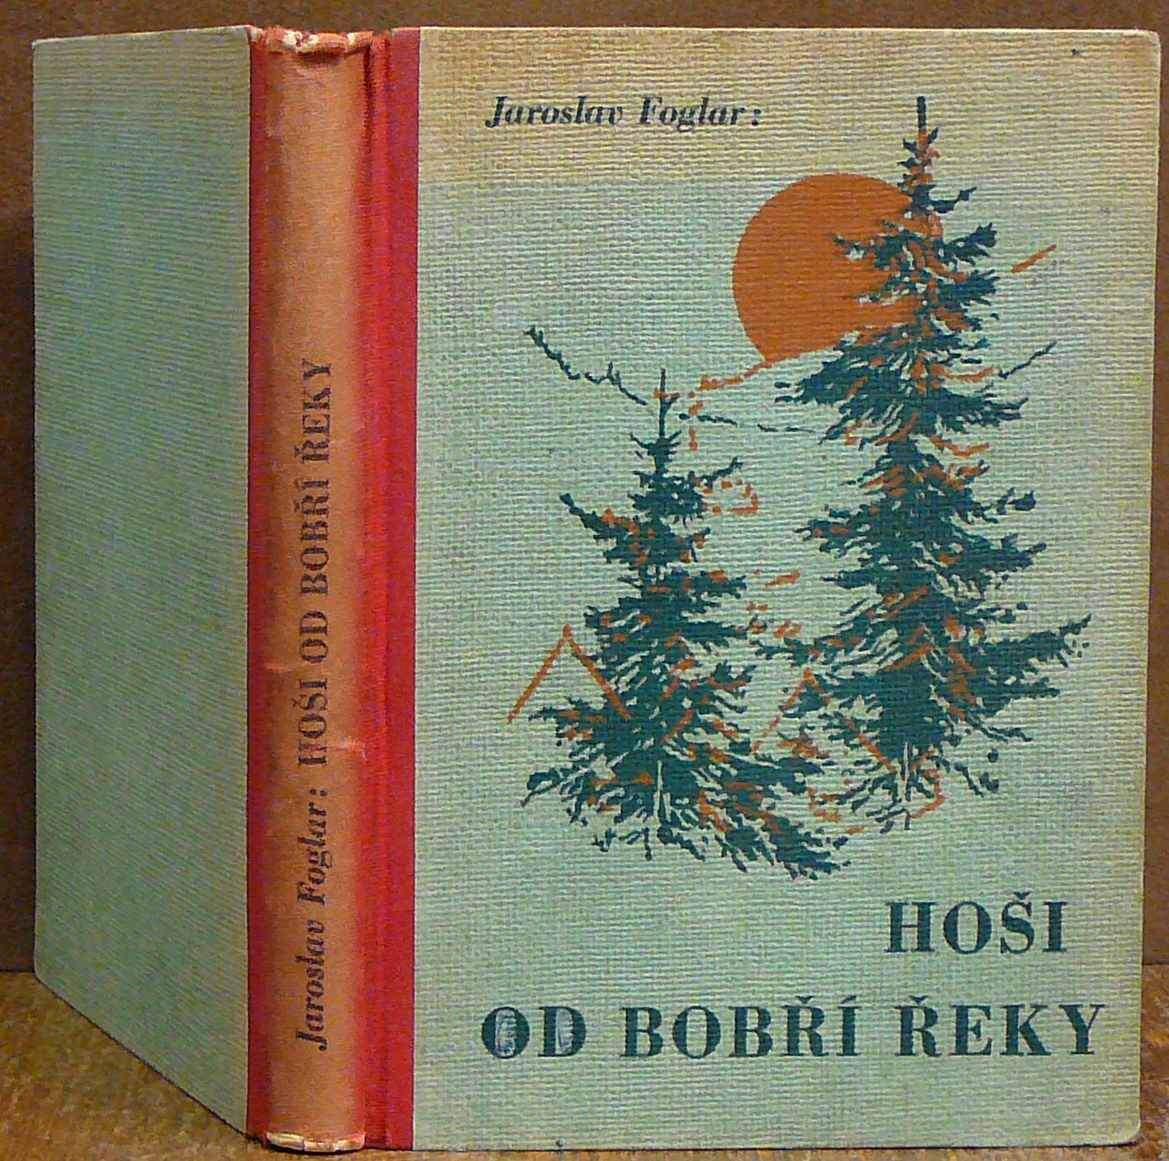 Jaroslav Foglar:
HOŠI
OD BOBŘÍ ŘEKY
Jaroslav Foglar: HOŠI OD BOBŘÍ ŘEKY